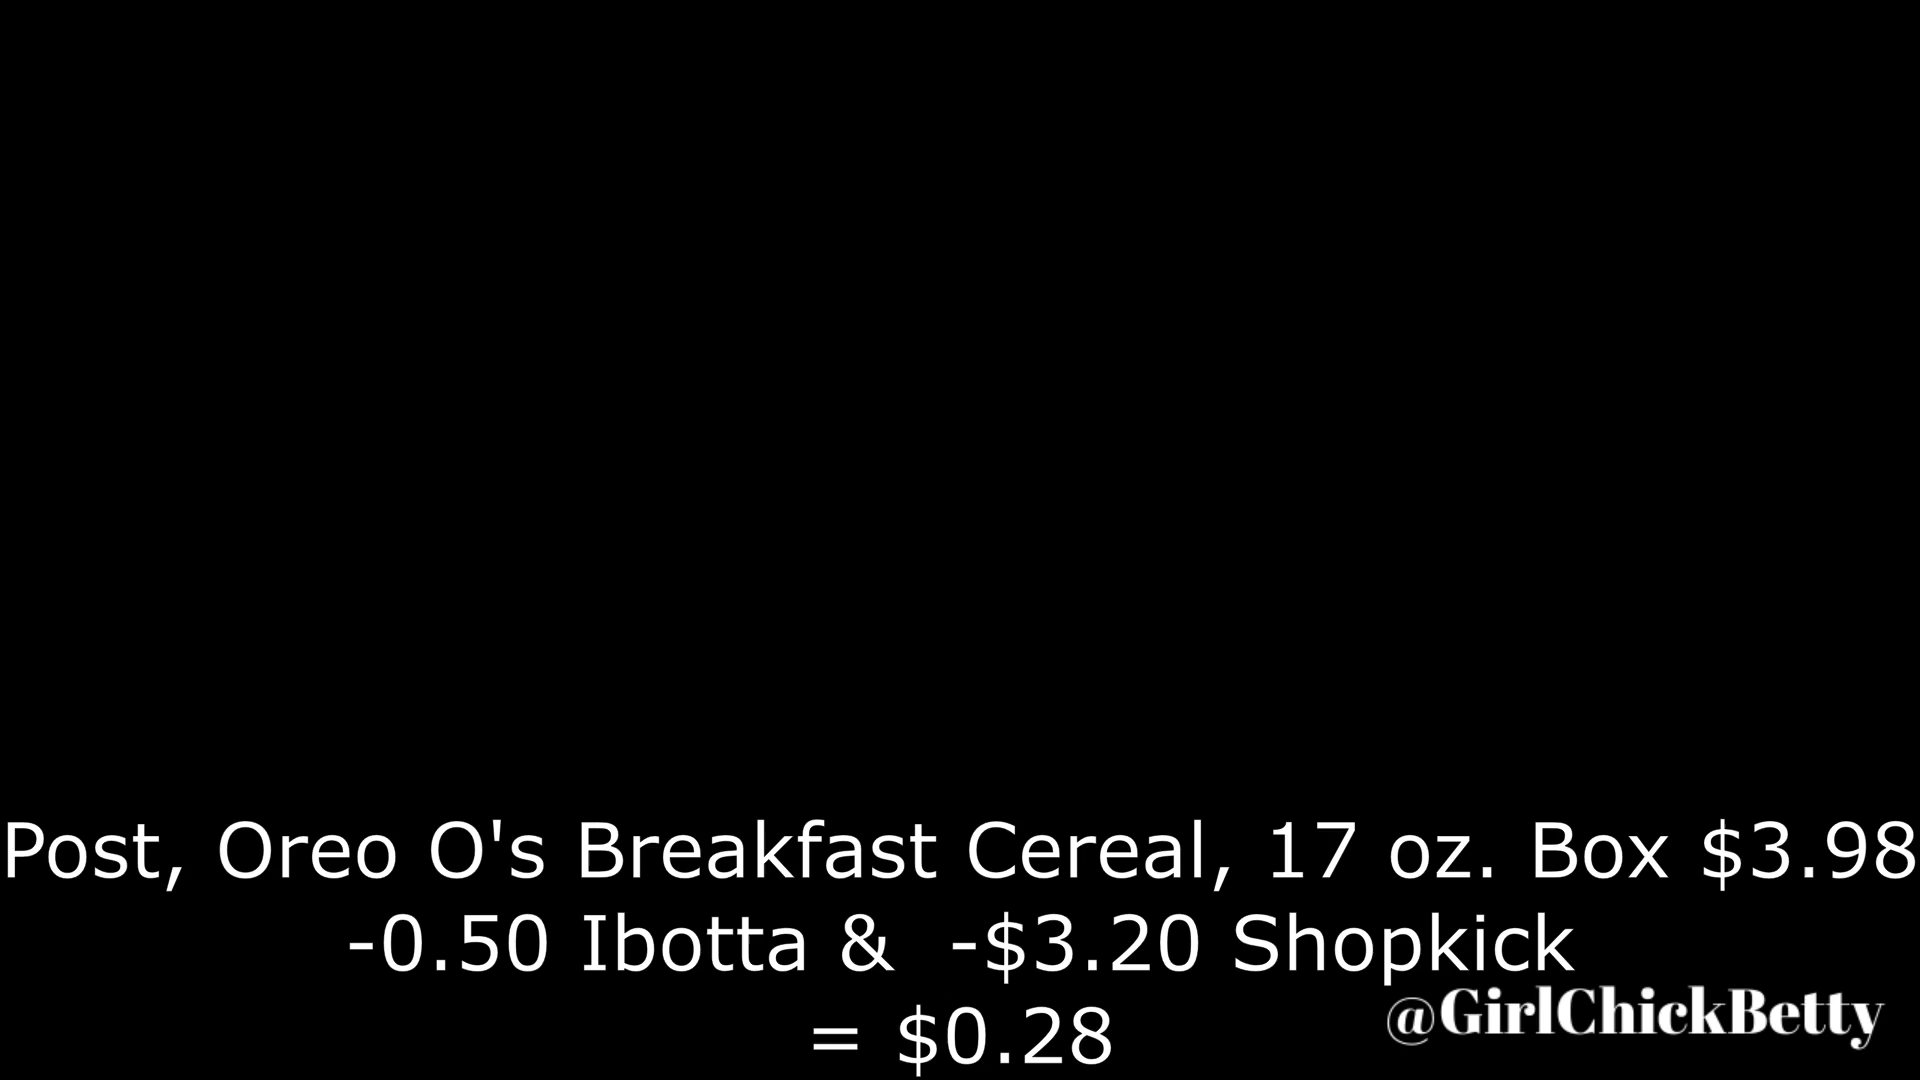 Post, Oreo O's Breakfast Cereal, 17 oz. Box $3.98
-0.50 Ibotta &  -$3.20 Shopkick
= $0.28
@GirlChickBetty